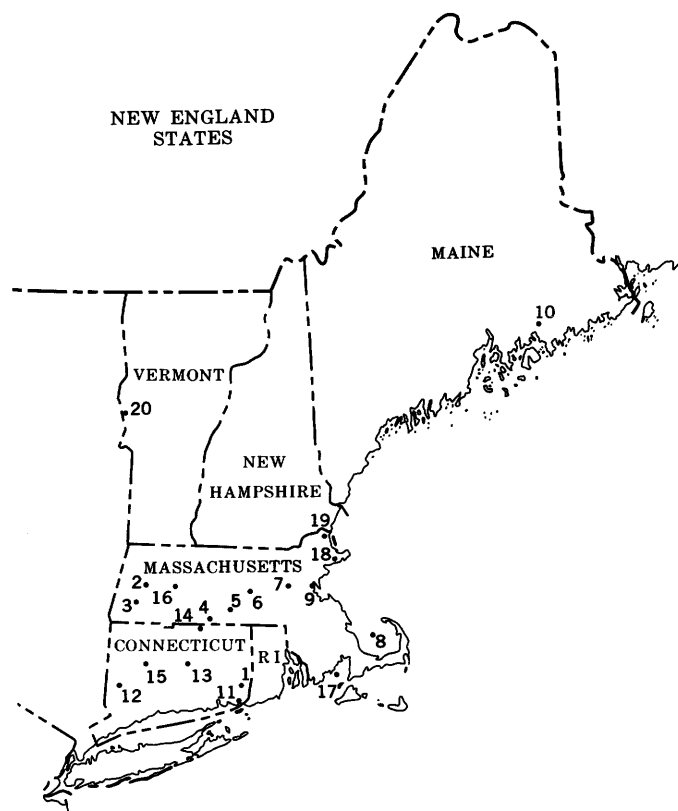 NEW ENGLAND
STATES
MAINE
10
VERMONT
20
NEW
HAMPSHIRE
19
18
MASSACHUSETTS
2
16
7
9
3
4
5
6
14
8
CONNECTICUT
R I
15
13
1
12
11
17